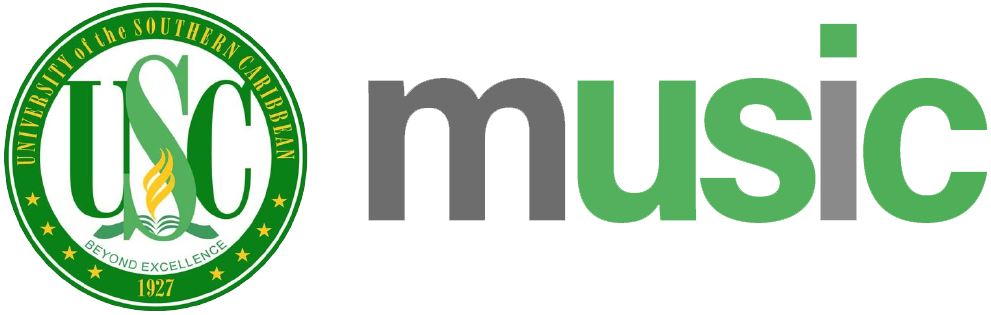 UNIVERSITY of the SOUTHERN CARIBBEAN
USC
BEYOND EXCELLENCE
1927
music